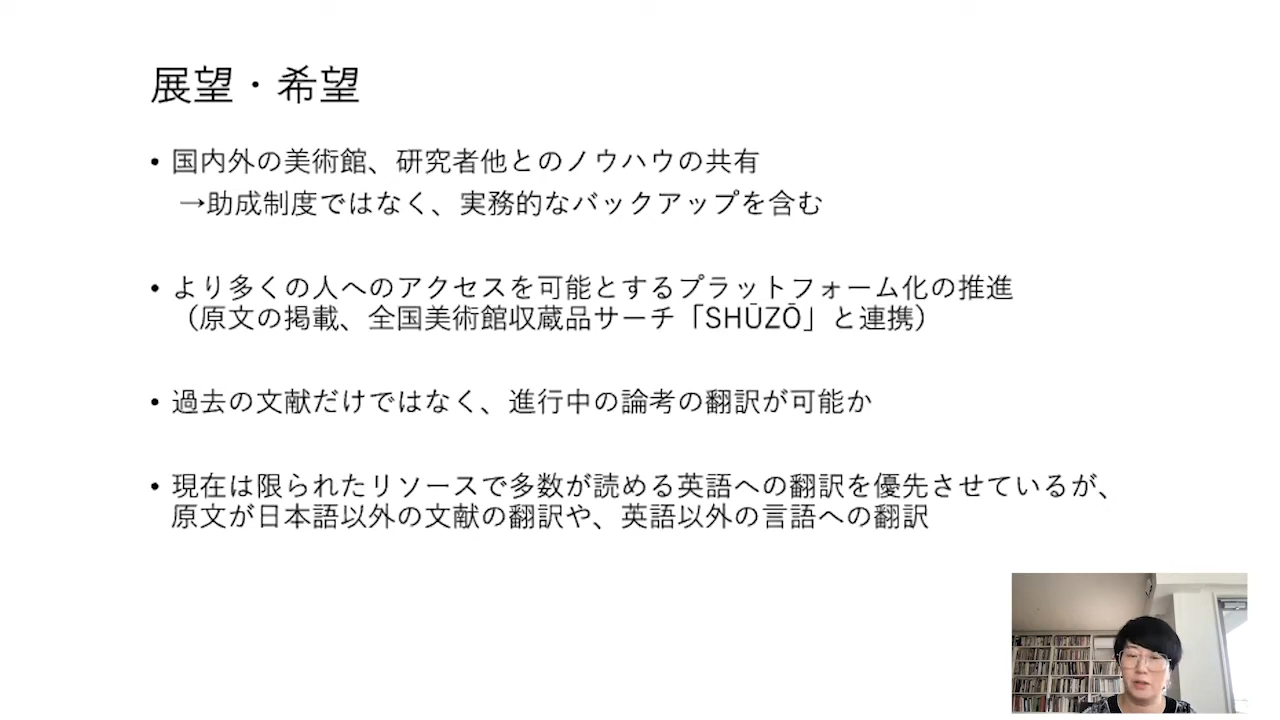 展望・希望
• 国内外の美術館、研究者他とのノウハウの共有
→助成制度ではなく、実務的なバックアップを含む
• より多くの人へのアクセスを可能とするプラットフォーム化の推進
（原文の掲載、全国美術館収蔵品サーチ「SHŪZŌ」と連携）
• 過去の文献だけではなく、進行中の論考の翻訳が可能か
• 現在は限られたリソースで多数が読める英語への翻訳を優先させているが、
原文が日本語以外の文献の翻訳や、英語以外の言語への翻訳